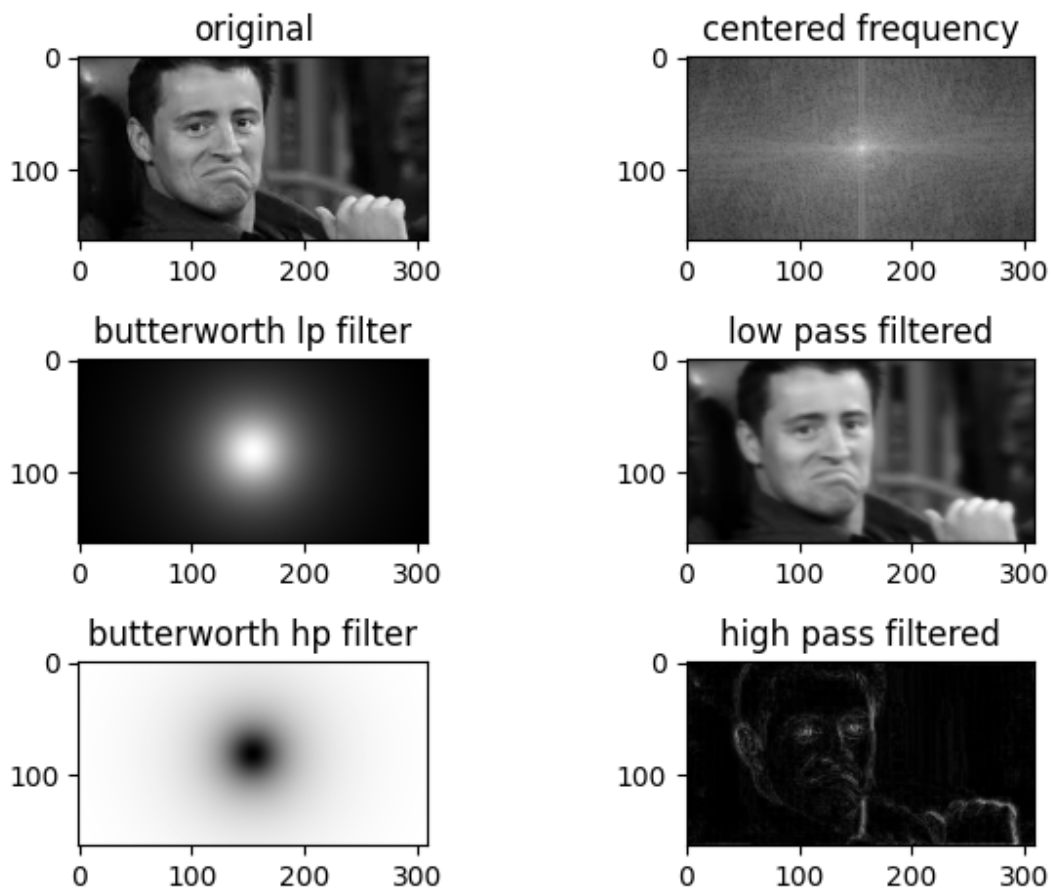 original
0
100
0 100 200 300
centered frequency
0
100
0 100 200 300
butterworth lp filter
0
100
0 100 200 300
low pass filtered
0
100
0 100 200 300
butterworth hp filter
0
100
0 100 200 300
high pass filtered
0
100
0 100 200 300